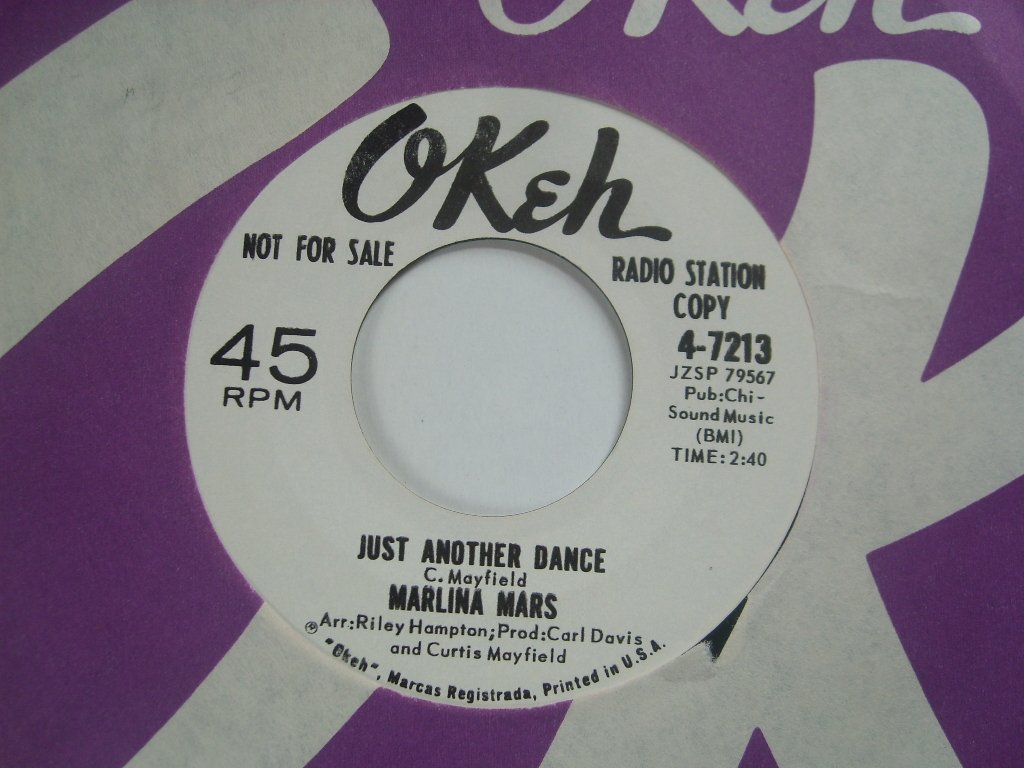 OKeh
OKeh
NOT FOR SALE
RADIO STATION
COPY
45
RPM
4-7213
JZSP 79567
Pub:Chi-
Sound Music
(BMI)
TIME: 2:40
JUST ANOTHER DANCE
C. Mayfield
MARLINA MARS
℗Arr:Riley Hampton; Prod:Carl Davis
and Curtis Mayfield
"Okeh", Marcas Registrada, Printed in U.S.A.